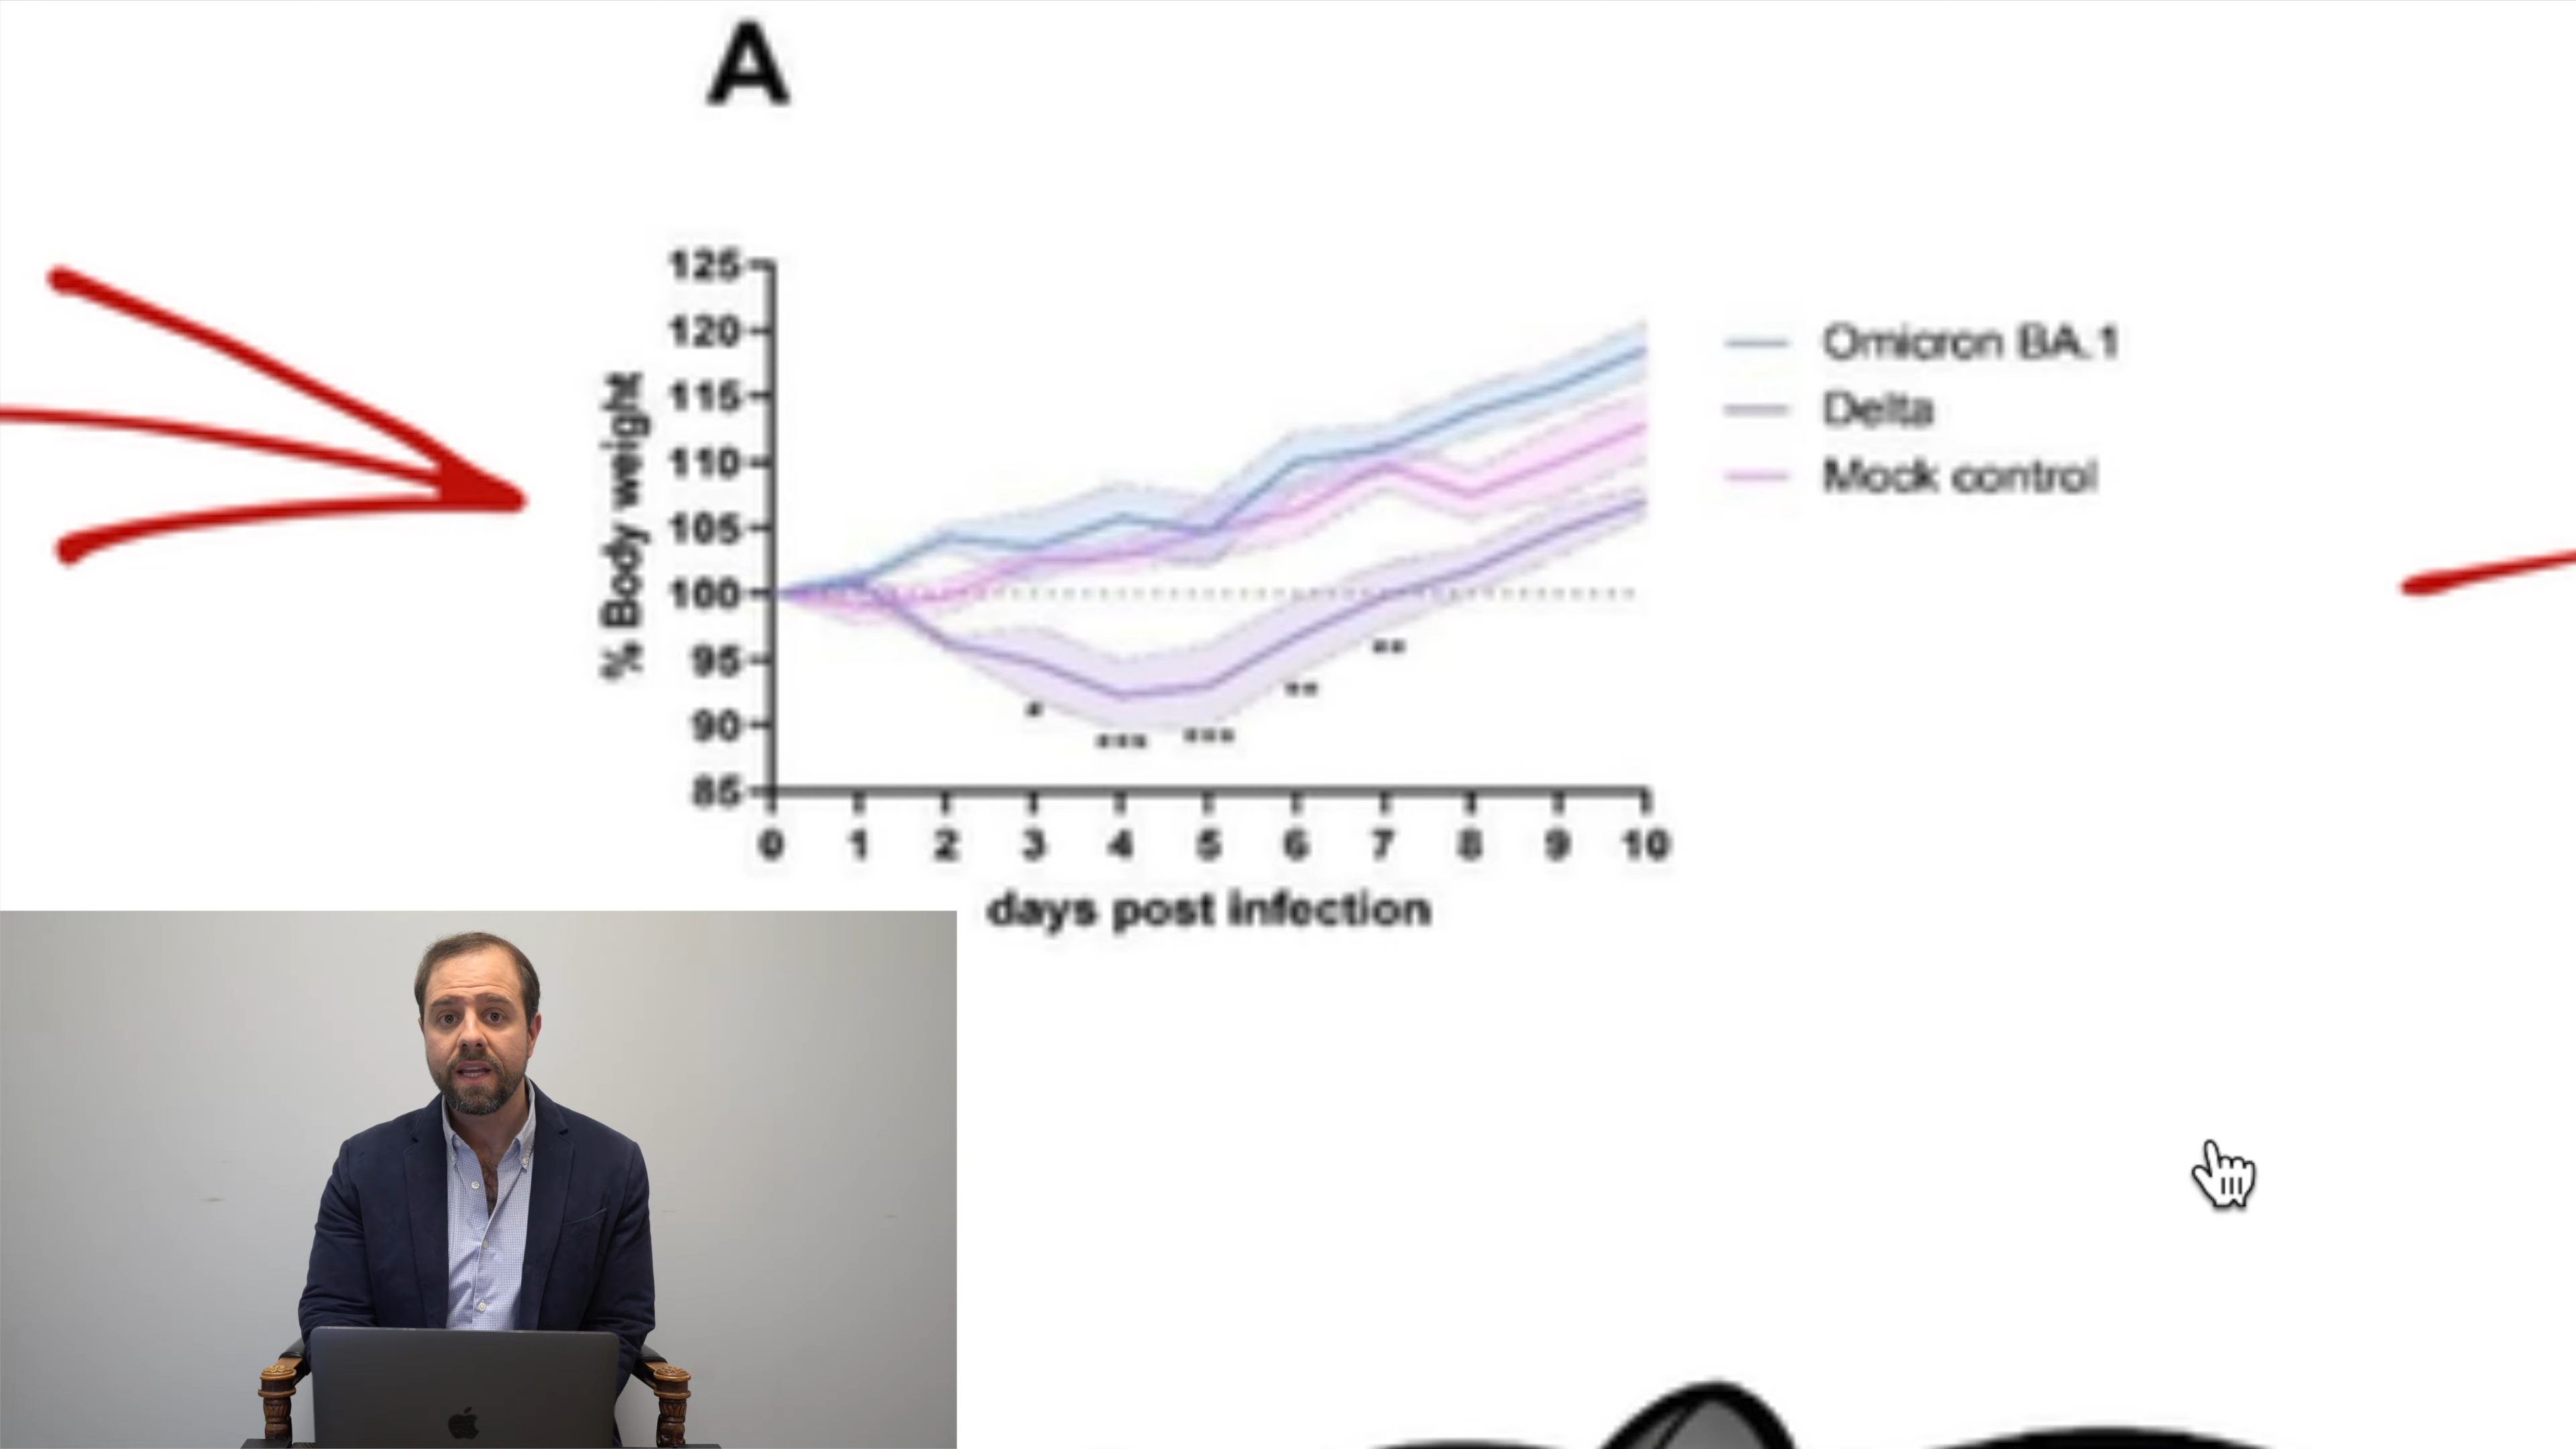 A
125
120
115
110
105
100
95
90
85
% Body weight
Omicron BA.1
Delta
Mock control
*
***
***
**
**
0 1 2 3 4 5 6 7 8 9 10
days post infection